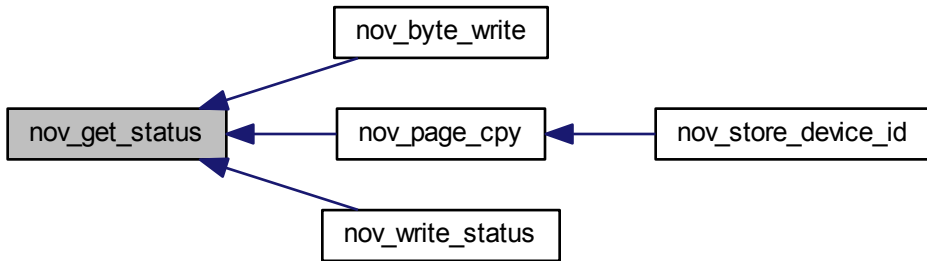 nov_byte_write
nov_get_status
nov_page_cpy
nov_store_device_id
nov_write_status